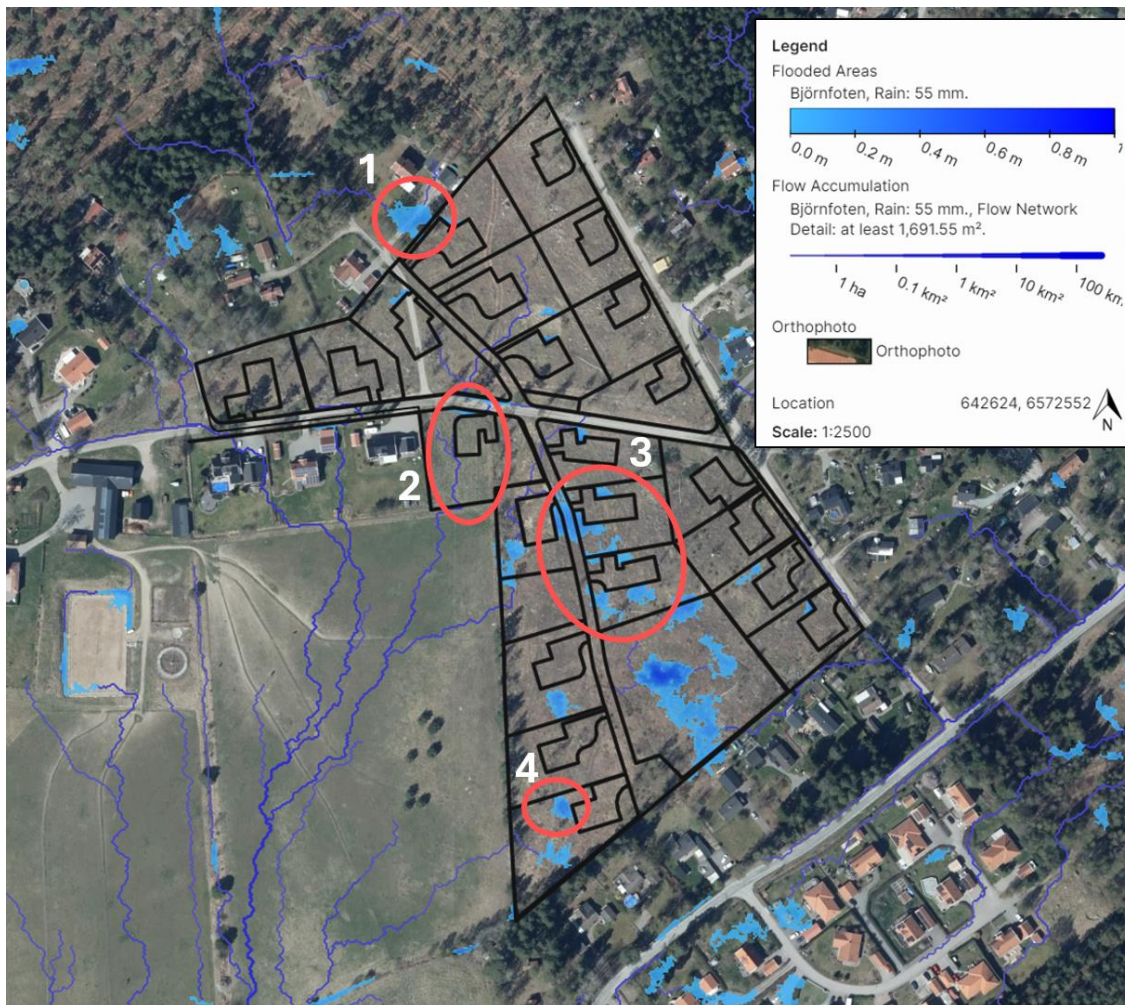 Legend
Flooded Areas
Björnfoten, Rain: 55 mm.
0.0 m 0.2 m 0.4 m 0.6 m 0.8 m 1
Flow Accumulation
Björnfoten, Rain: 55 mm., Flow Network
Detail: at least 1,691.55 m².
1 ha 0.1 km² 1 km² 10 km² 100 km
Orthophoto
Orthophoto
Location 642624, 6572552
N
Scale: 1:2500
1
2
3
4